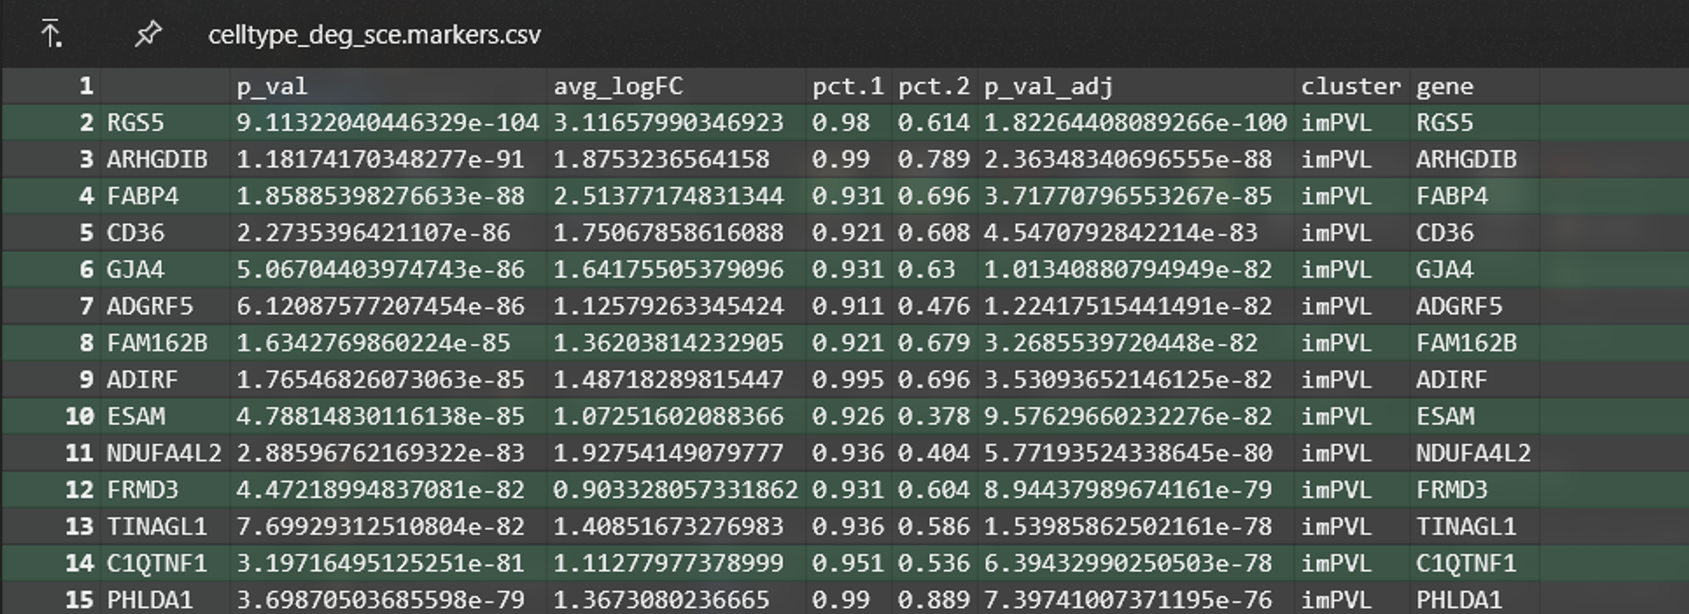 celltype_deg_sce.markers.csv
1 p_val avg_logFC pct.1 pct.2 p_val_adj cluster gene
2 RGS5 9.11322040446329e-104 3.11657990346923 0.98 0.614 1.82264408089266e-100 imPVL RGS5
3 ARHGDIB 1.18174170348277e-91 1.8753236564158 0.99 0.789 2.36348340696555e-88 imPVL ARHGDIB
4 FABP4 1.85885398276633e-88 2.51377174831344 0.931 0.696 3.71770796553267e-85 imPVL FABP4
5 CD36 2.2735396421107e-86 1.75067858616088 0.921 0.608 4.5470792842214e-83 imPVL CD36
6 GJA4 5.06704403974743e-86 1.64175505379096 0.931 0.63 1.01340880794949e-82 imPVL GJA4
7 ADGRF5 6.12087577207454e-86 1.12579263345424 0.911 0.476 1.22417515441491e-82 imPVL ADGRF5
8 FAM162B 1.6342769860224e-85 1.36203814232905 0.921 0.679 3.2685539720448e-82 imPVL FAM162B
9 ADIRF 1.76546826073063e-85 1.48718289815447 0.995 0.696 3.53093652146125e-82 imPVL ADIRF
10 ESAM 4.78814830116138e-85 1.07251602088366 0.926 0.378 9.57629660232276e-82 imPVL ESAM
11 NDUFA4L2 2.88596762169322e-83 1.92754149079777 0.936 0.404 5.77193524338645e-80 imPVL NDUFA4L2
12 FRMD3 4.47218994837081e-82 0.903328057331862 0.931 0.604 8.94437989674161e-79 imPVL FRMD3
13 TINAGL1 7.69929312510804e-82 1.40851673276983 0.936 0.586 1.53985862502161e-78 imPVL TINAGL1
14 C1QTNF1 3.19716495125251e-81 1.11277977378999 0.951 0.536 6.39432990250503e-78 imPVL C1QTNF1
15 PHLDA1 3.69870503685598e-79 1.3673080236665 0.99 0.889 7.39741007371195e-76 imPVL PHLDA1